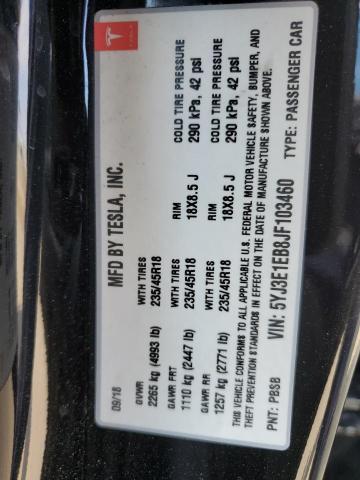 TESLA
MFD BY TESLA, INC.
09/18
GVWR WITH TIRES RIM COLD TIRE PRESSURE
2265 kg (4993 lb) 235/45R18 18X8.5 J 290 kPa, 42 psi
GAWR FRT WITH TIRES RIM COLD TIRE PRESSURE
1110 kg (2447 lb) 235/45R18 18X8.5 J 290 kPa, 42 psi
GAWR RR WITH TIRES
1257 kg (2771 lb) 235/45R18
THIS VEHICLE CONFORMS TO ALL APPLICABLE U.S. FEDERAL MOTOR VEHICLE SAFETY, BUMPER, AND
THEFT PREVENTION STANDARDS IN EFFECT ON THE DATE OF MANUFACTURE SHOWN ABOVE.
PNT: PBSB VIN: 5YJ3E1EB8JF103460 TYPE: PASSENGER CAR